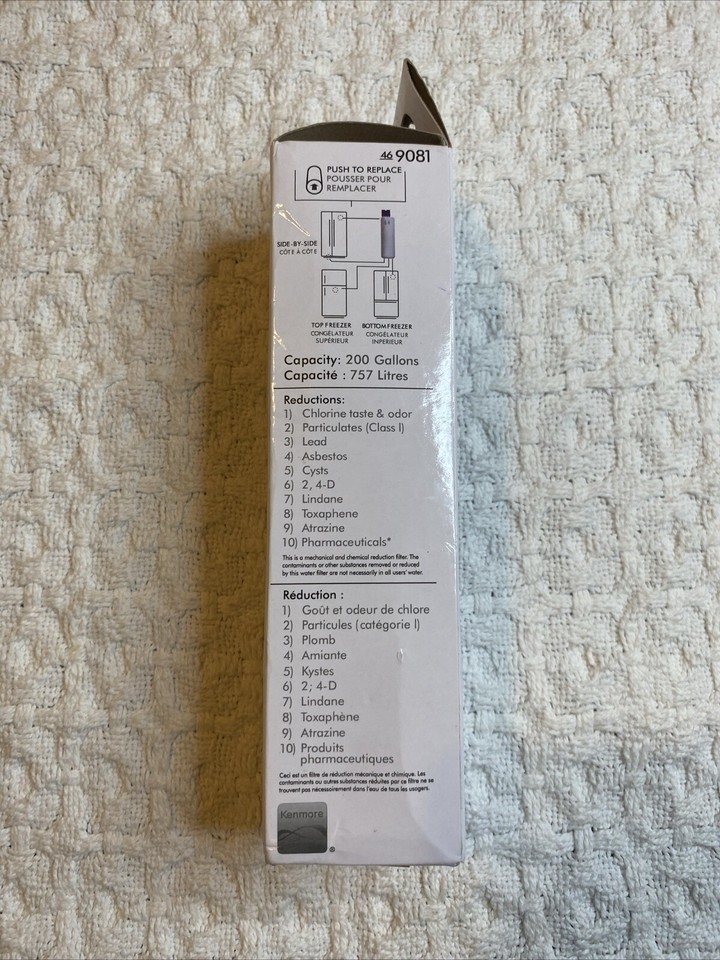 46 9081
PUSH TO REPLACE
POUSSER POUR
REMPLACER
SIDE-BY-SIDE
CÔTE À CÔTE
TOP FREEZER
CONGÉLATEUR
SUPÉRIEUR
BOTTOM FREEZER
CONGÉLATEUR
INPERIEUR
Capacity: 200 Gallons
Capacité : 757 Litres
Reductions:
1) Chlorine taste & odor
2) Particulates (Class I)
3) Lead
4) Asbestos
5) Cysts
6) 2, 4-D
7) Lindane
8) Toxaphene
9) Atrazine
10) Pharmaceuticals*
This is a mechanical and chemical reduction filter. The
contaminants or other substances removed or reduced
by this water filter are not necessarily in all users' water.
Réduction :
1) Goût et odeur de chlore
2) Particules (catégorie I)
3) Plomb
4) Amiante
5) Kystes
6) 2; 4-D
7) Lindane
8) Toxaphène
9) Atrazine
10) Produits
pharmaceutiques
Ceci est un filtre de réduction mécanique et chimique. Les
contaminants ou autres substances réduites par ce filtre ne se
trouvent pas nécessairement dans l'eau de tous les usagers.
Kenmore
®